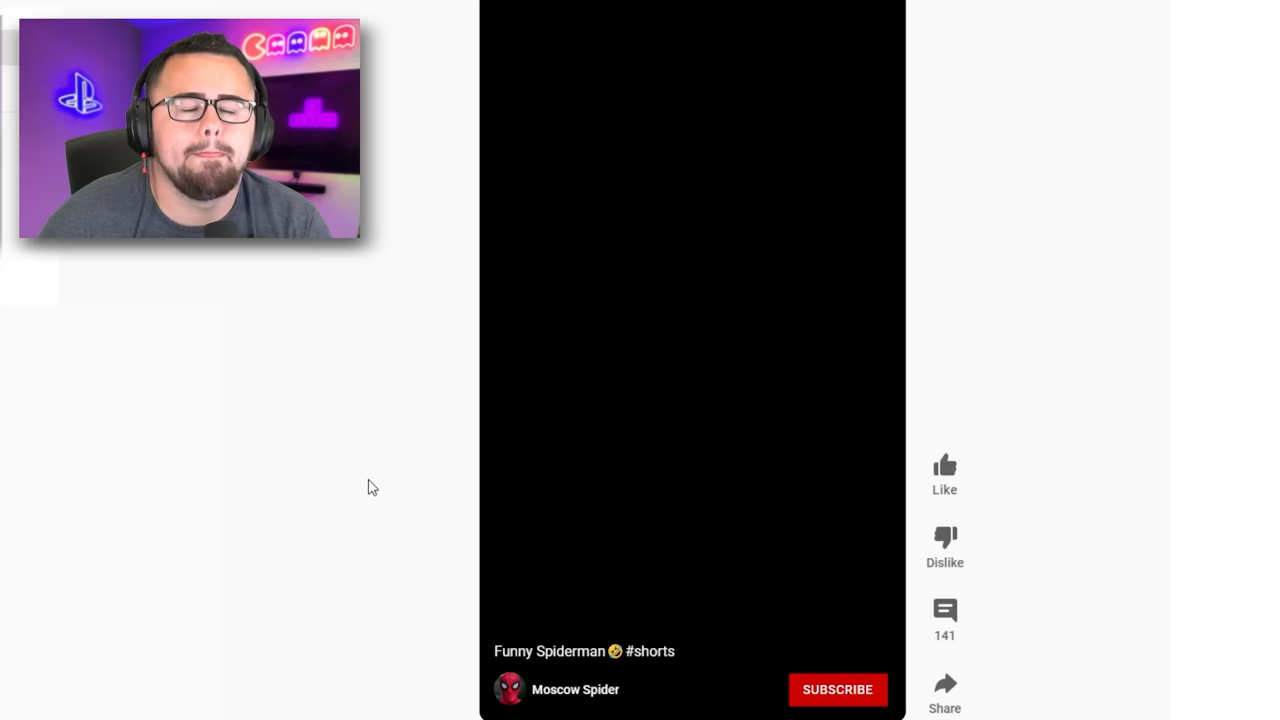 Like
Dislike
141
Funny Spiderman🤣 #shorts
Moscow Spider
SUBSCRIBE
Share